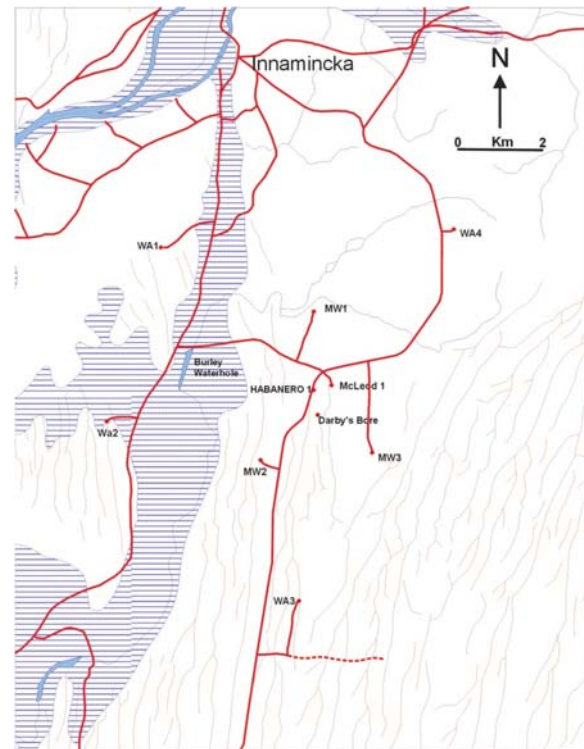 Innamincka
N
0 Km 2
WA1
WA4
MW1
Burley
Waterhole
HABANERO 1
McLeod 1
Wa2
Darby's Bore
MW2
MW3
WA3